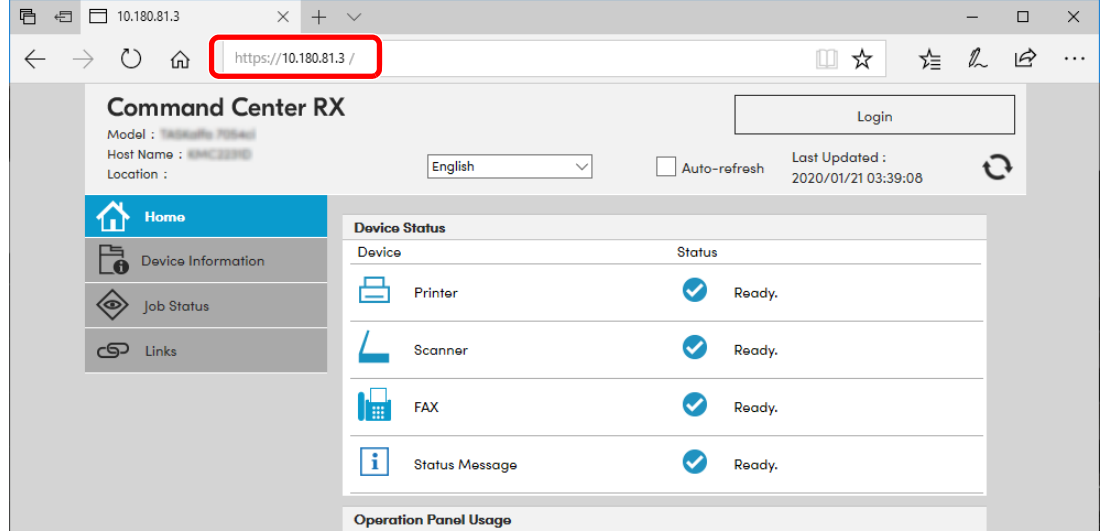 10.180.81.3
https://10.180.81.3 /
Command Center RX
Login
Model :
Host Name :
Location :
English
Auto-refresh
Last Updated :
2020/01/21 03:39:08
Home
Device Information
Job Status
Links
Device Status
Device Status
Printer Ready.
Scanner Ready.
FAX Ready.
Status Message Ready.
Operation Panel Usage